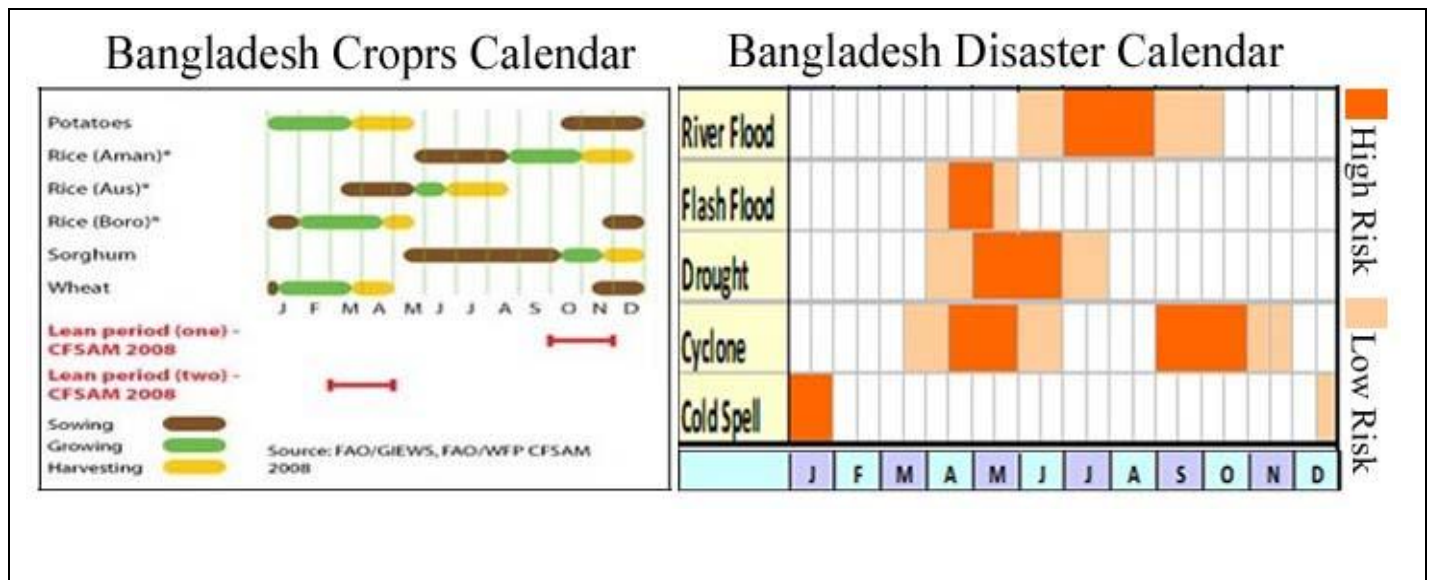 Bangladesh Croprs Calendar
Potatoes
Rice (Aman)*
Rice (Aus)*
Rice (Boro)*
Sorghum
Wheat
J F M A M J J A S O N D
Lean period (one) -
CFSAM 2008
Lean period (two) -
CFSAM 2008
Sowing
Growing
Harvesting
Source: FAO/GIEWS, FAO/WFP CFSAM
2008
Bangladesh Disaster Calendar
River Flood
Flash Flood
Drought
Cyclone
Cold Spell
J F M A M J J A S O N D
High Risk
Low Risk